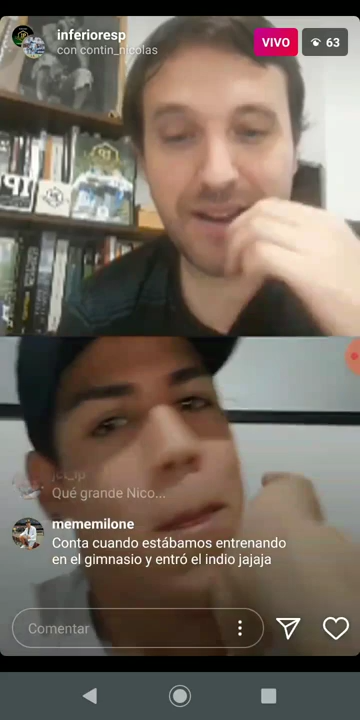 inferioresp
con contin_nicolas
VIVO
63
jct_ip
Qué grande Nico...
mememilone
Conta cuando estábamos entrenando
en el gimnasio y entró el indio jajaja
Comentar